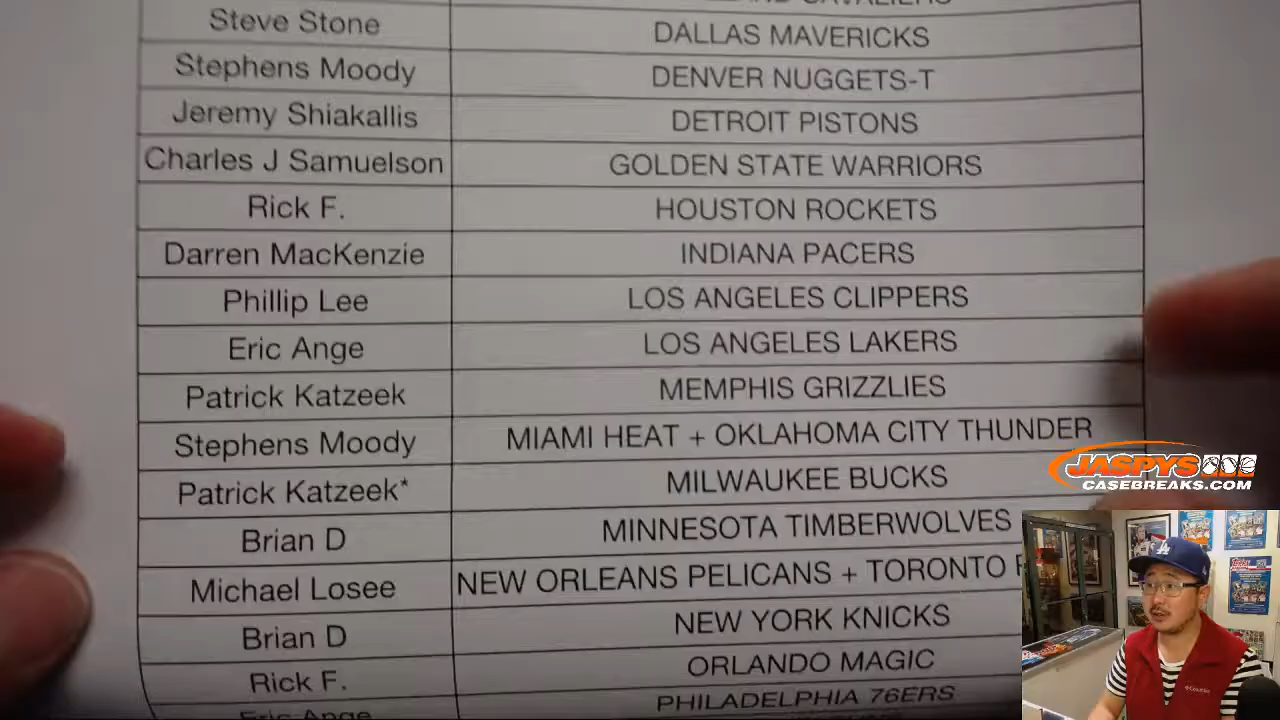 CAVALIERS
Steve Stone DALLAS MAVERICKS
Stephens Moody DENVER NUGGETS-T
Jeremy Shiakallis DETROIT PISTONS
Charles J Samuelson GOLDEN STATE WARRIORS
Rick F. HOUSTON ROCKETS
Darren MacKenzie INDIANA PACERS
Phillip Lee LOS ANGELES CLIPPERS
Eric Ange LOS ANGELES LAKERS
Patrick Katzeek MEMPHIS GRIZZLIES
Stephens Moody MIAMI HEAT + OKLAHOMA CITY THUNDER
Patrick Katzeek* MILWAUKEE BUCKS
Brian D MINNESOTA TIMBERWOLVES
Michael Losee NEW ORLEANS PELICANS + TORONTO
Brian D NEW YORK KNICKS
Rick F. ORLANDO MAGIC
Eric Ange PHILADELPHIA 76ERS
JASPYS
CASEBREAKS.COM